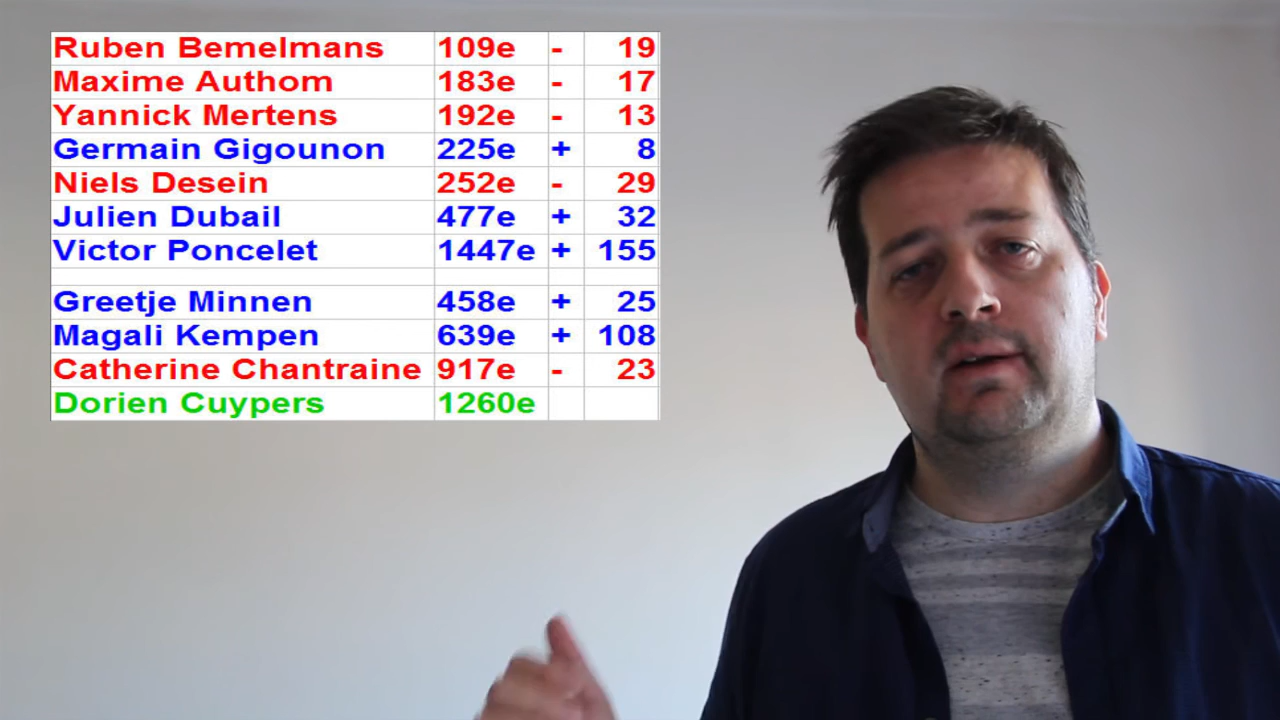 Ruben Bemelmans 109e - 19
Maxime Authom 183e - 17
Yannick Mertens 192e - 13
Germain Gigounon 225e + 8
Niels Desein 252e - 29
Julien Dubail 477e + 32
Victor Poncelet 1447e + 155
Greetje Minnen 458e + 25
Magali Kempen 639e + 108
Catherine Chantraine 917e - 23
Dorien Cuypers 1260e